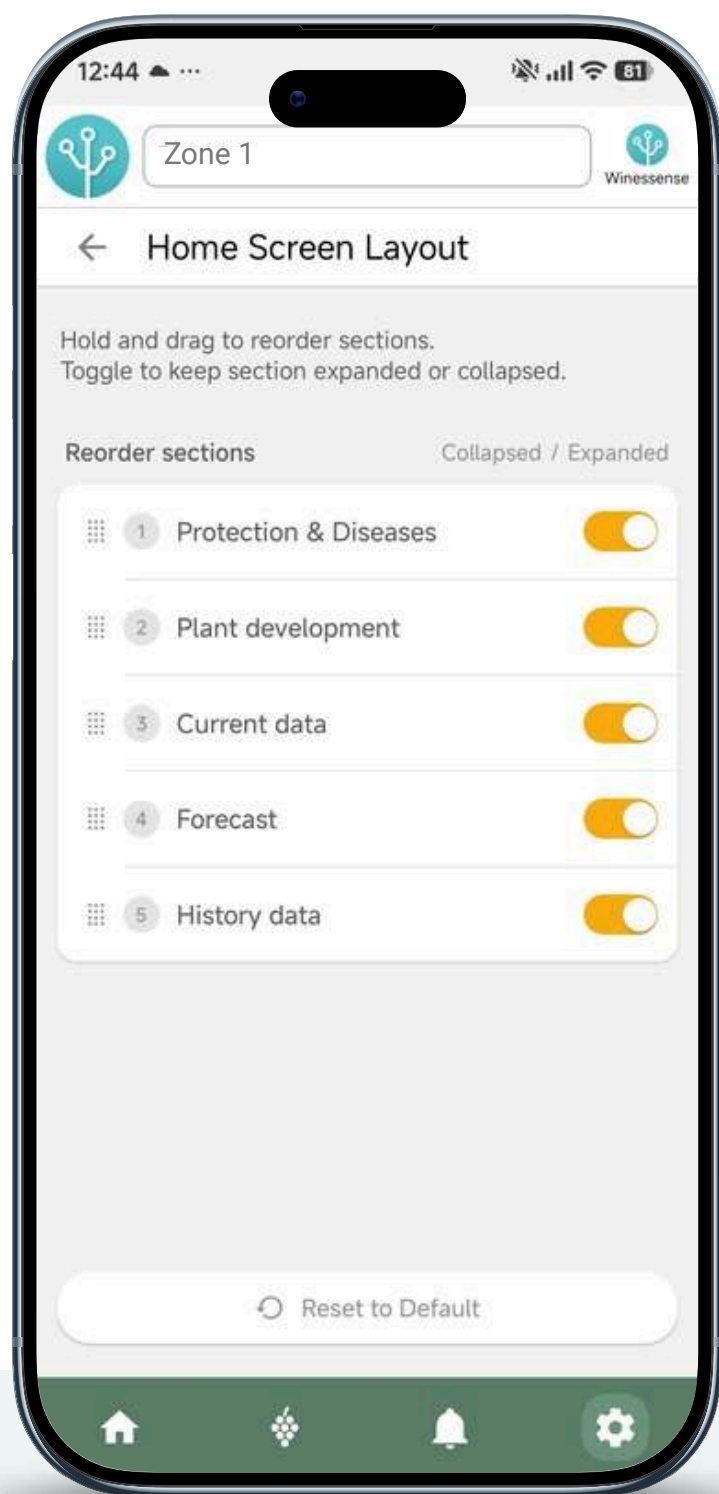 12:44
81
Zone 1
Winessense
Home Screen Layout
Hold and drag to reorder sections.
Toggle to keep section expanded or collapsed.
Reorder sections
Collapsed / Expanded
1 Protection & Diseases
2 Plant development
3 Current data
4 Forecast
5 History data
Reset to Default